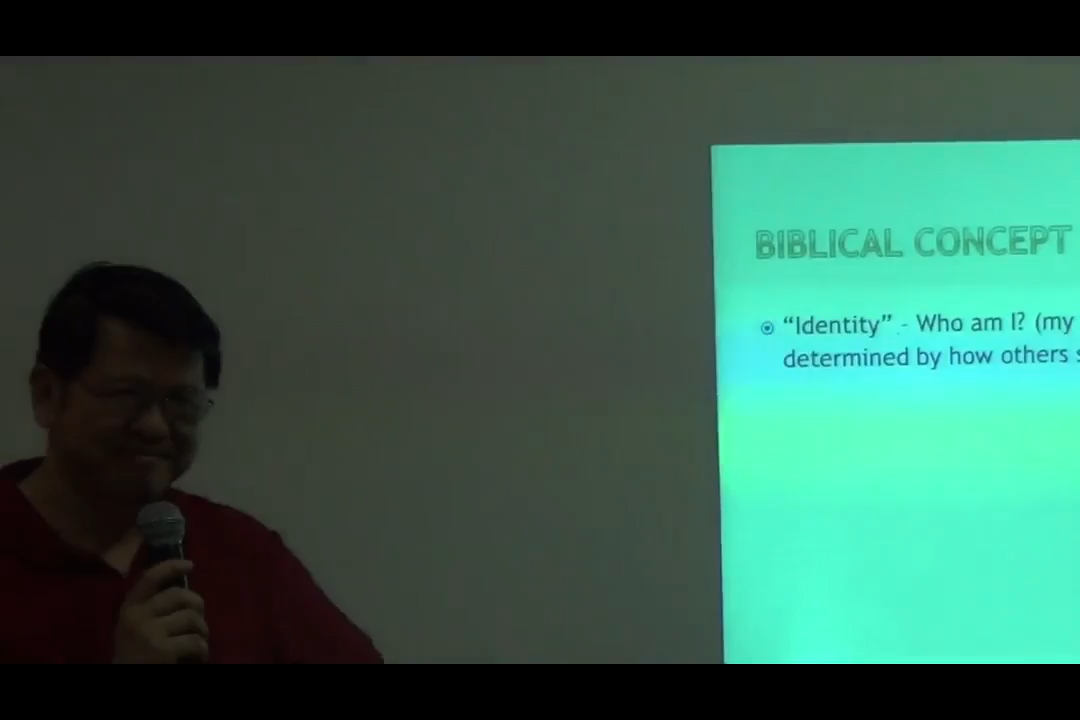 BIBLICAL CONCEPT
“Identity” - Who am I? (my
determined by how others